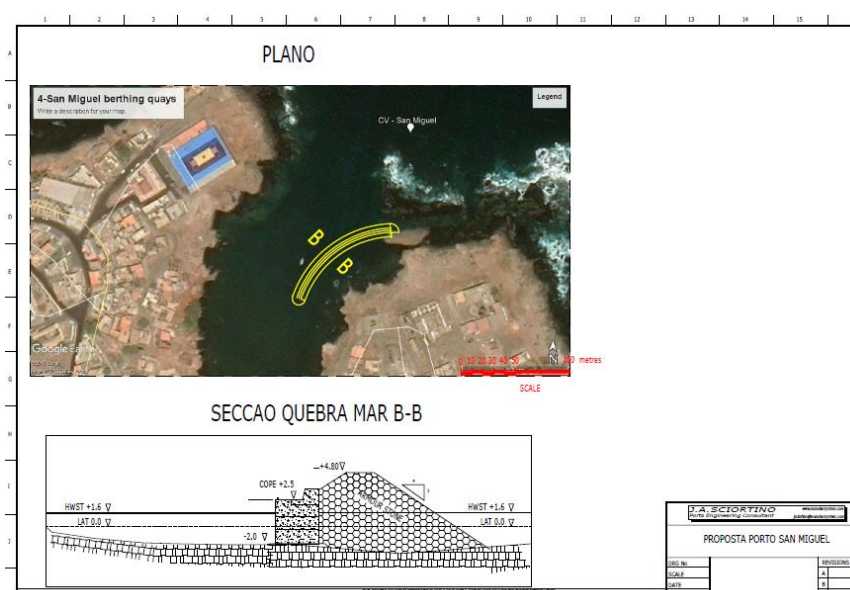 1 2 3 4 5 6 7 8 9 10 11 12 13 14 15
A
B
C
D
E
F
G
H
I
J
PLANO
4-San Miguel berthing quays
Write a description for your map.
Legend
CV - San Miguel
B
B
Google Earth
N
0 10 20 30 40 50 100 metres
SCALE
SECCAO QUEBRA MAR B-B
+4.80
COPE +2.5
ARMOUR STONE
HWST +1.6
HWST +1.6
LAT 0.0
LAT 0.0
-2.0
J.A.SCIORTINO
Ports Engineering Consultant
PROPOSTA PORTO SAN MIGUEL
DRG No
REVISIONS
SCALE
A
DATE
B